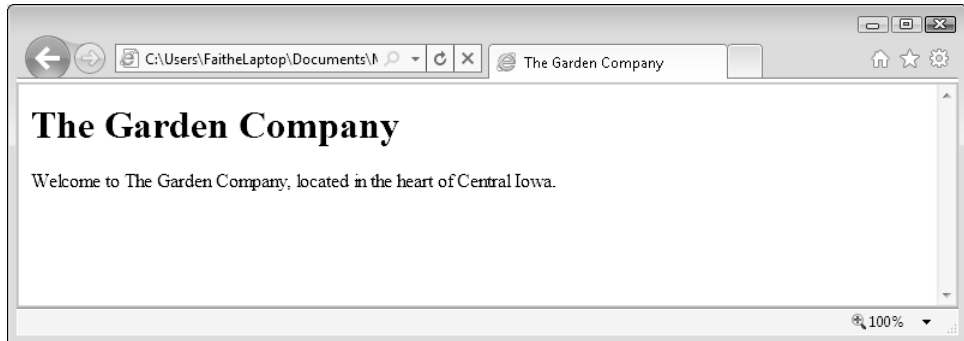 C:\Users\FaitheLaptop\Documents\
The Garden Company
The Garden Company
Welcome to The Garden Company, located in the heart of Central Iowa.
100%